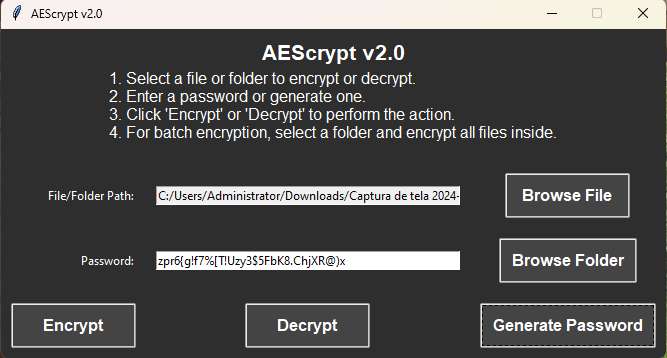 AEScrypt v2.0
AEScrypt v2.0
1. Select a file or folder to encrypt or decrypt.
2. Enter a password or generate one.
3. Click 'Encrypt' or 'Decrypt' to perform the action.
4. For batch encryption, select a folder and encrypt all files inside.
File/Folder Path: C:/Users/Administrator/Downloads/Captura de tela 2024- Browse File
Password: zpr6{g!f7%[T!Uzy3$5FbK8.ChjXR@)x Browse Folder
Encrypt Decrypt Generate Password